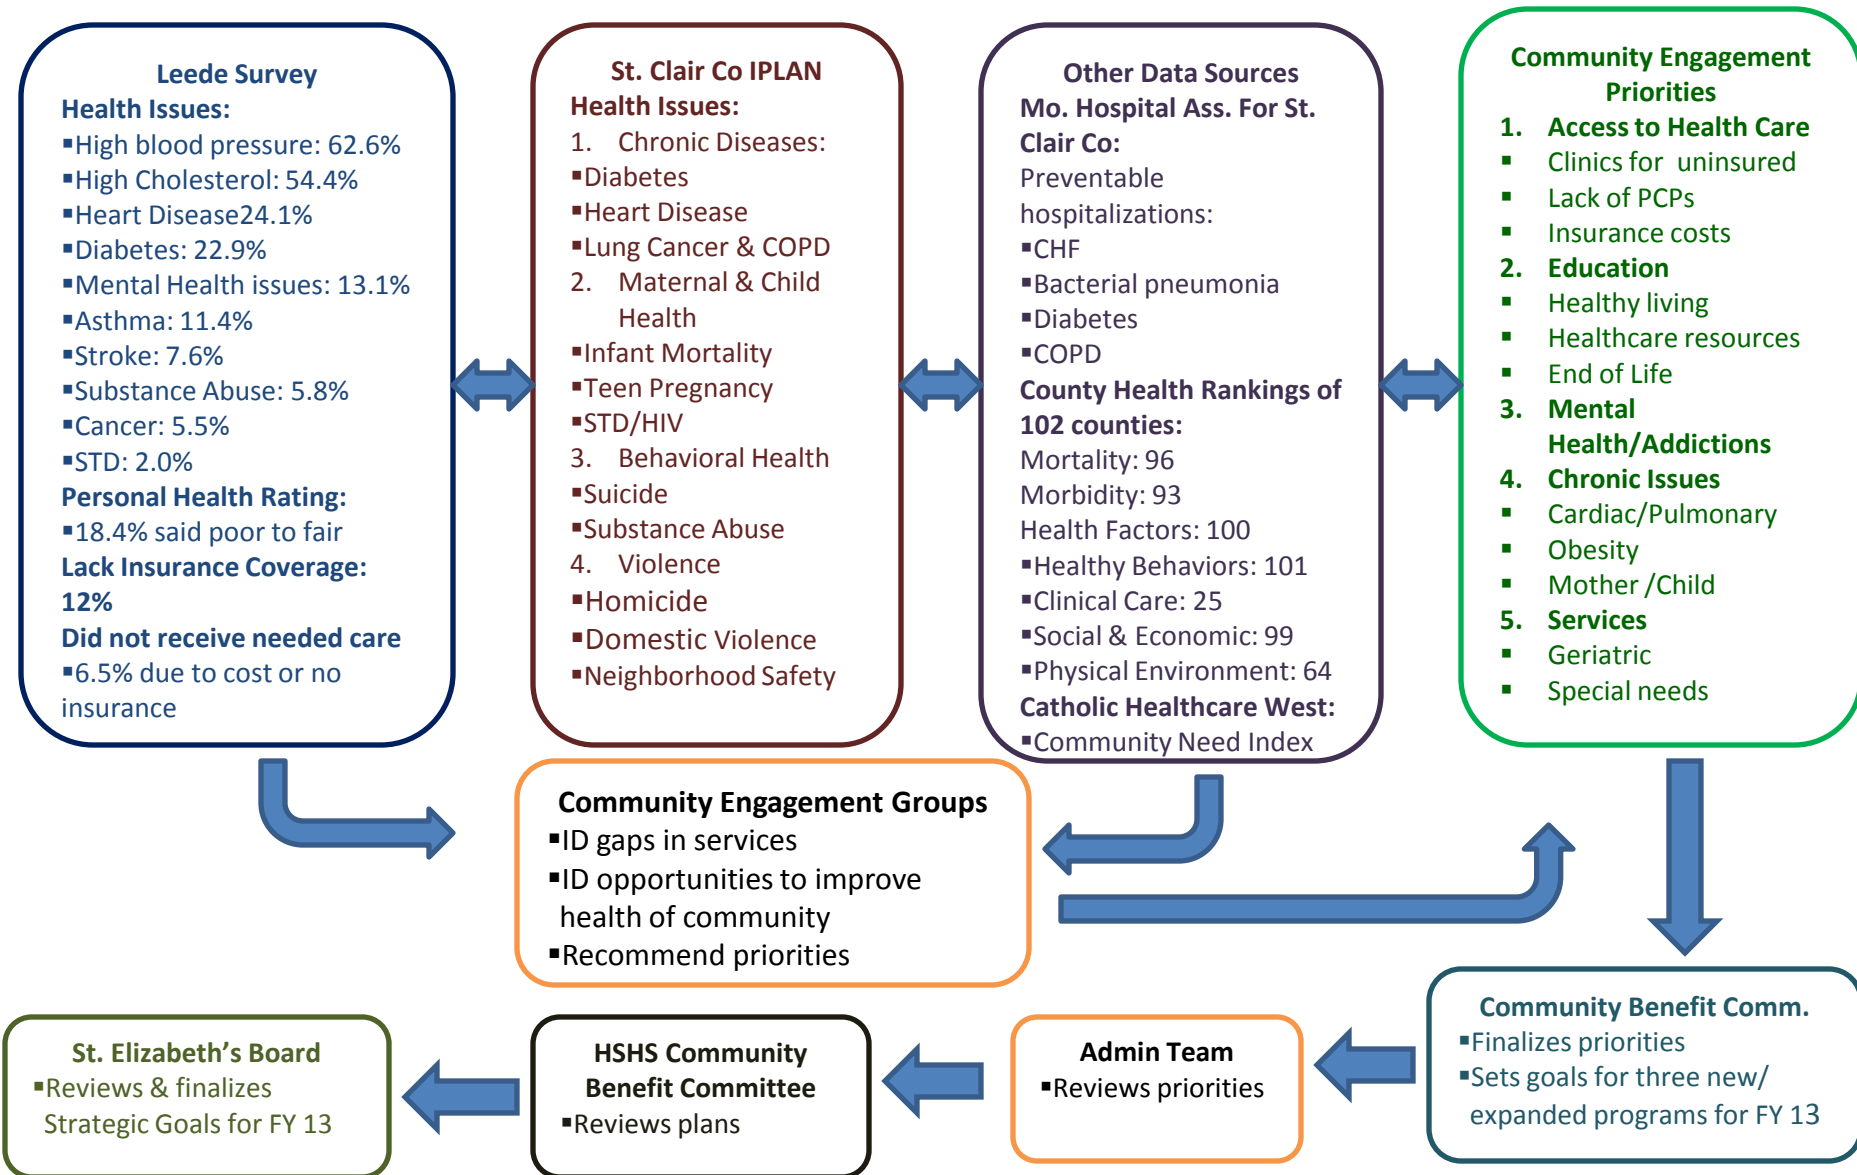 Leede Survey
Health Issues:
▪High blood pressure: 62.6%
▪High Cholesterol: 54.4%
▪Heart Disease24.1%
▪Diabetes: 22.9%
▪Mental Health issues: 13.1%
▪Asthma: 11.4%
▪Stroke: 7.6%
▪Substance Abuse: 5.8%
▪Cancer: 5.5%
▪STD: 2.0%
Personal Health Rating:
▪18.4% said poor to fair
Lack Insurance Coverage:
12%
Did not receive needed care
▪6.5% due to cost or no
insurance
St. Clair Co IPLAN
Health Issues:
1. Chronic Diseases:
▪Diabetes
▪Heart Disease
▪Lung Cancer & COPD
2. Maternal & Child
Health
▪Infant Mortality
▪Teen Pregnancy
▪STD/HIV
3. Behavioral Health
▪Suicide
▪Substance Abuse
4. Violence
▪Homicide
▪Domestic Violence
▪Neighborhood Safety
Other Data Sources
Mo. Hospital Ass. For St.
Clair Co:
Preventable
hospitalizations:
▪CHF
▪Bacterial pneumonia
▪Diabetes
▪COPD
County Health Rankings of
102 counties:
Mortality: 96
Morbidity: 93
Health Factors: 100
▪Healthy Behaviors: 101
▪Clinical Care: 25
▪Social & Economic: 99
▪Physical Environment: 64
Catholic Healthcare West:
▪Community Need Index
Community Engagement
Priorities
1. Access to Health Care
▪ Clinics for uninsured
▪ Lack of PCPs
▪ Insurance costs
2. Education
▪ Healthy living
▪ Healthcare resources
▪ End of Life
3. Mental
Health/Addictions
4. Chronic Issues
▪ Cardiac/Pulmonary
▪ Obesity
▪ Mother /Child
5. Services
▪ Geriatric
▪ Special needs
Community Engagement Groups
▪ID gaps in services
▪ID opportunities to improve
health of community
▪Recommend priorities
St. Elizabeth's Board
▪Reviews & finalizes
Strategic Goals for FY 13
HSHS Community
Benefit Committee
▪Reviews plans
Admin Team
▪Reviews priorities
Community Benefit Comm.
▪Finalizes priorities
▪Sets goals for three new/
expanded programs for FY 13